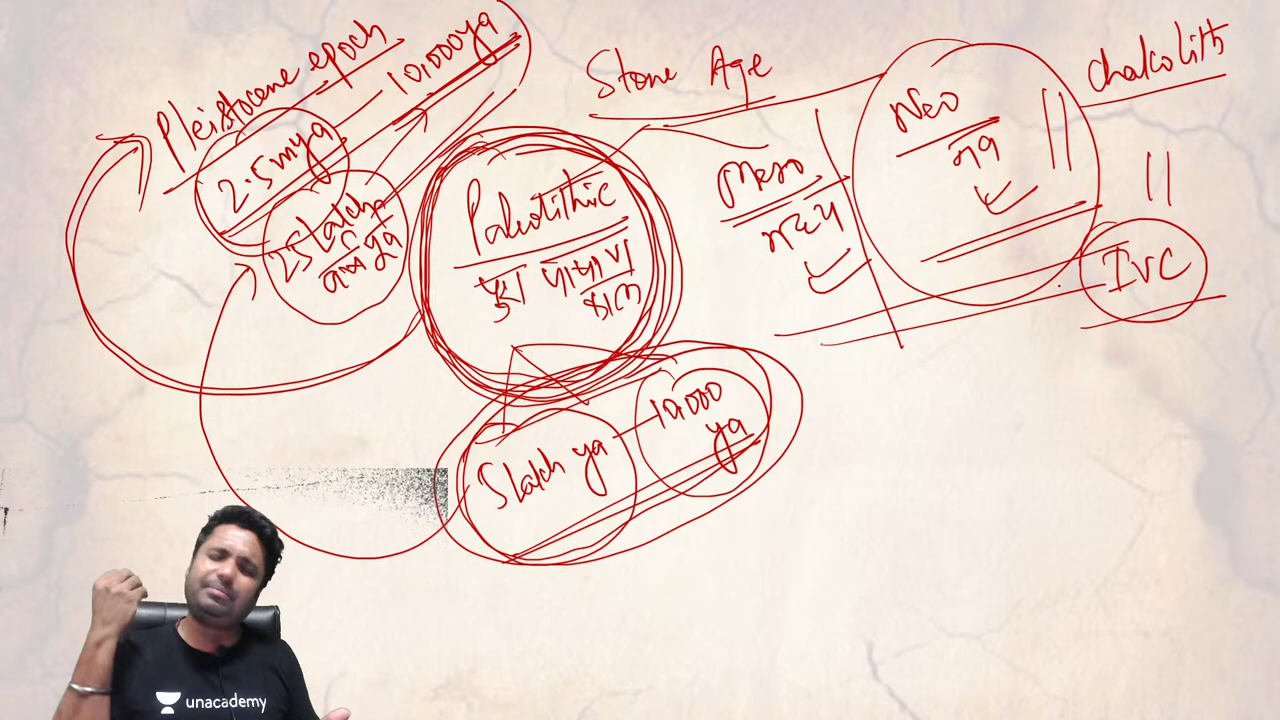 Pleistocene epoch
2.5 mya
10,000 ya
25 lakh
वर्ष पूर्व
Stone Age
Paleolithic
पुरा पाषाण
काल
5 lakh ya
10,000
ya
Meso
मध्य
Neo
नव
chalcolith
IVC
unacademy